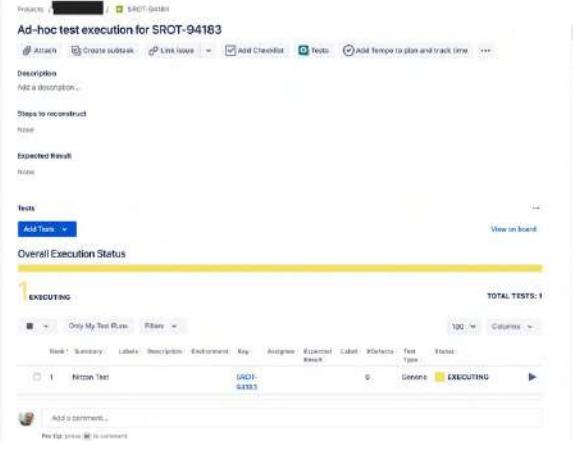 Projects / / SROT-94184
Ad-hoc test execution for SROT-94183
Attach Create subtask Link issue Add Checklist Tests Add Tempo to plan and track time ...
Description
Add a description...
Steps to reconstruct
None
Expected Result
None
Tests ...
Add Tests View on board
Overall Execution Status
1 EXECUTING TOTAL TESTS: 1
Only My Test Runs Filters 100 Columns
Rank Summary Labels Description Environment Key Assignee Expected Result Label #Defects Test Type Status
1 Nitzan Test SROT-94183 0 Generic EXECUTING
Add a comment...
Pro tip: press M to comment